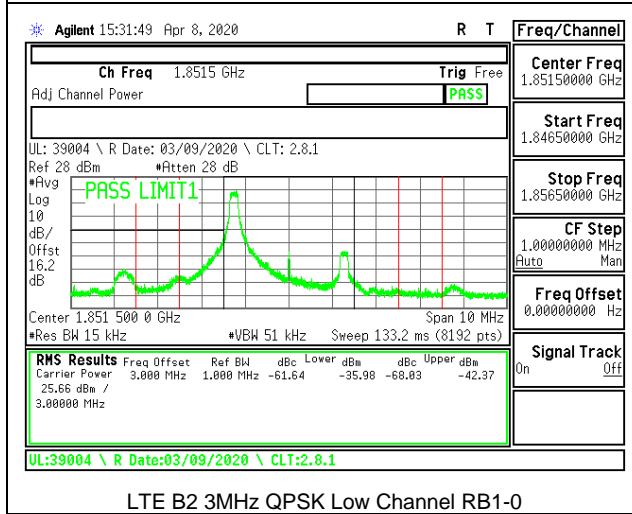 Agilent 15:31:49 Apr 8, 2020 R T
Freq/Channel
Ch Freq 1.8515 GHz Trig Free
Adj Channel Power PASS
Center Freq
1.85150000 GHz
Start Freq
1.84650000 GHz
Stop Freq
1.85650000 GHz
CF Step
1.00000000 MHz
Auto Man
Freq Offset
0.00000000 Hz
Signal Track
On Off
UL: 39004 \ R Date: 03/09/2020 \ CLT: 2.8.1
Ref 28 dBm #Atten 28 dB
#Avg
Log
10
dB/
Offst
16.2
dB
PASS LIMIT1
Center 1.851 500 0 GHz Span 10 MHz
#Res BW 15 kHz #VBW 51 kHz Sweep 133.2 ms (8192 pts)
RMS Results Freq Offset Ref BW dBc Lower dBm dBc Upper dBm
Carrier Power 3.000 MHz 1.000 MHz -61.64 -35.98 -68.03 -42.37
25.66 dBm /
3.00000 MHz
UL:39004 \ R Date:03/09/2020 \ CLT:2.8.1
LTE B2 3MHz QPSK Low Channel RB1-0